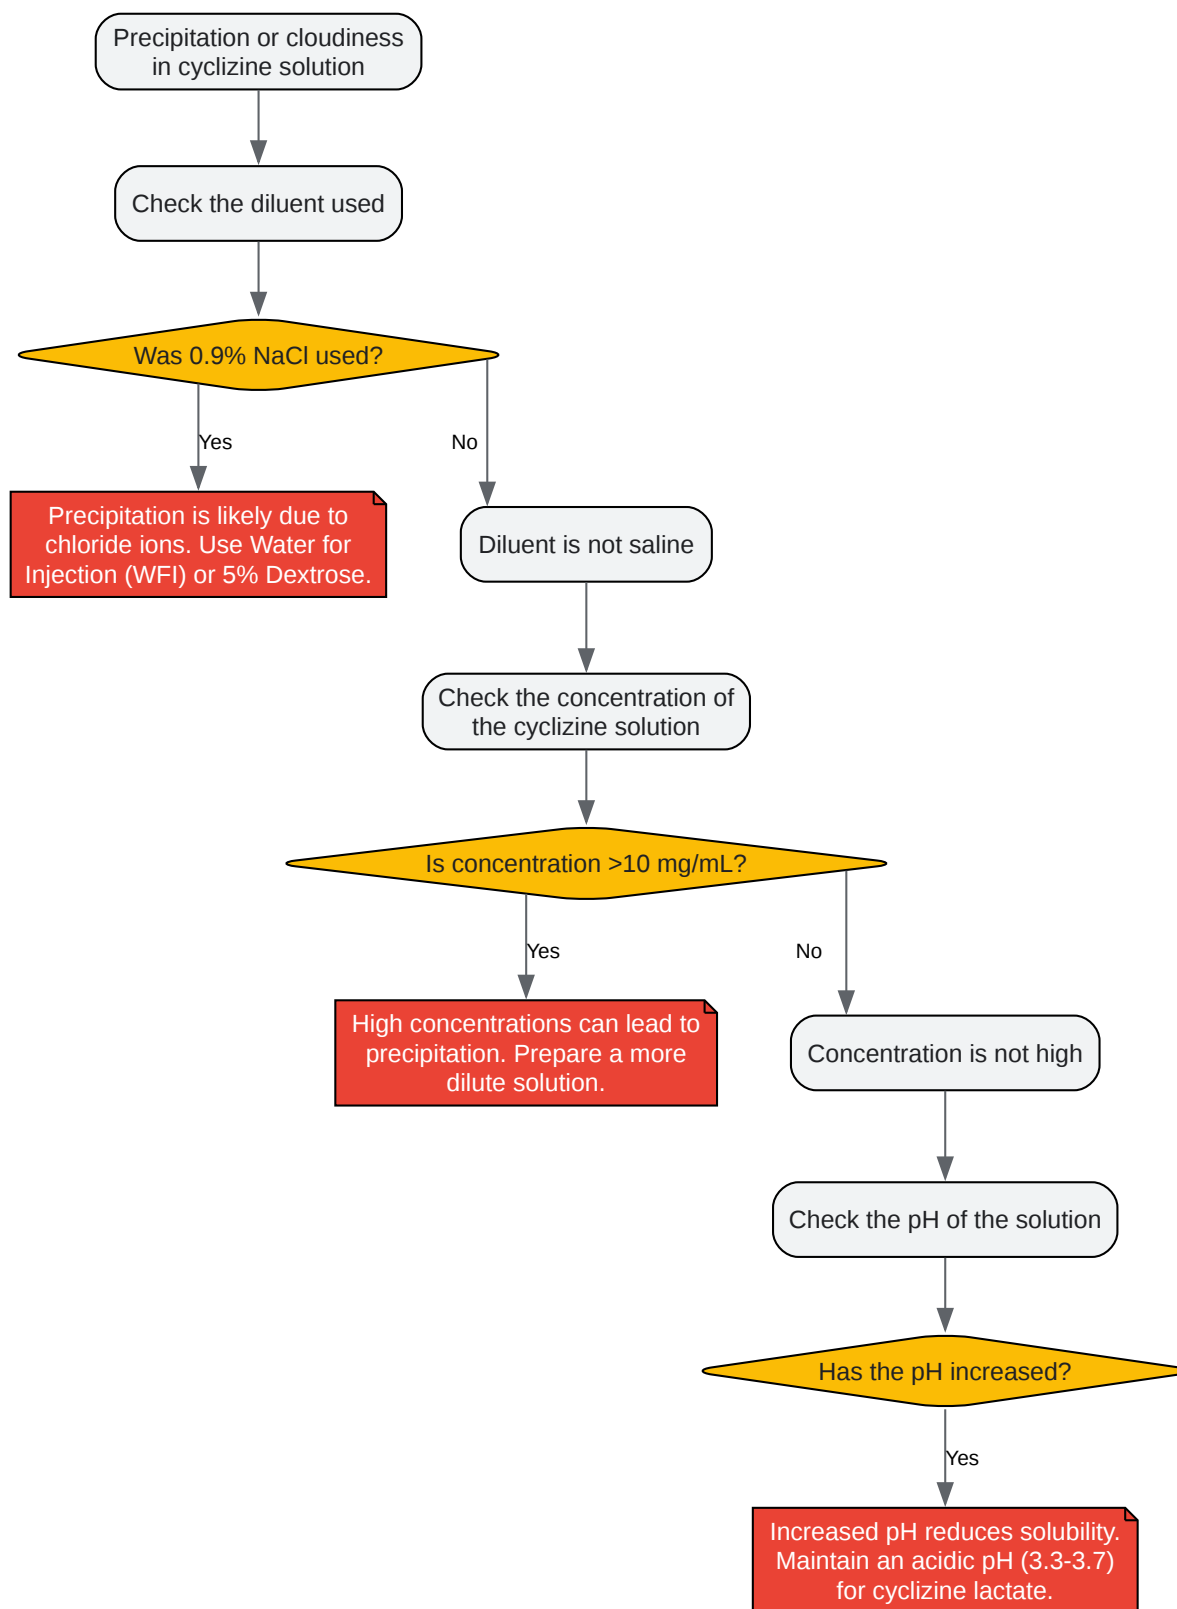 Precipitation or cloudiness
in cyclizine solution
Check the diluent used
Was 0.9% NaCl used?
Yes
No
Precipitation is likely due to
chloride ions. Use Water for
Injection (WFI) or 5% Dextrose.
Diluent is not saline
Check the concentration of
the cyclizine solution
Is concentration >10 mg/mL?
Yes
No
High concentrations can lead to
precipitation. Prepare a more
dilute solution.
Concentration is not high
Check the pH of the solution
Has the pH increased?
Yes
Increased pH reduces solubility.
Maintain an acidic pH (3.3-3.7)
for cyclizine lactate.